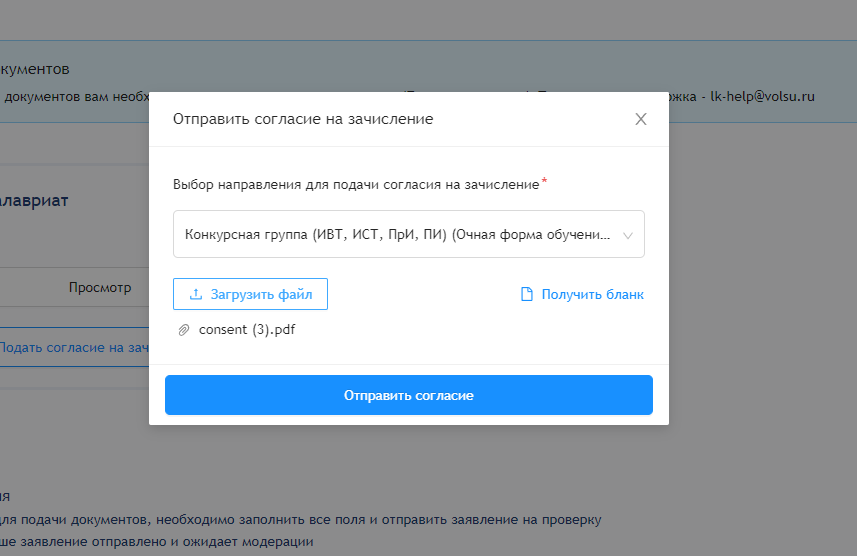 кументов
документов вам необх
жка - lk-help@volsu.ru
Отправить согласие на зачисление
Выбор направления для подачи согласия на зачисление*
алавриат
Конкурсная группа (ИВТ, ИСТ, ПрИ, ПИ) (Очная форма обучени...
Просмотр
Загрузить файл
Получить бланк
consent (3).pdf
Подать согласие на зач
Отправить согласие
ия
ля подачи документов, необходимо заполнить все поля и отправить заявление на проверку
ше заявление отправлено и ожидает модерации